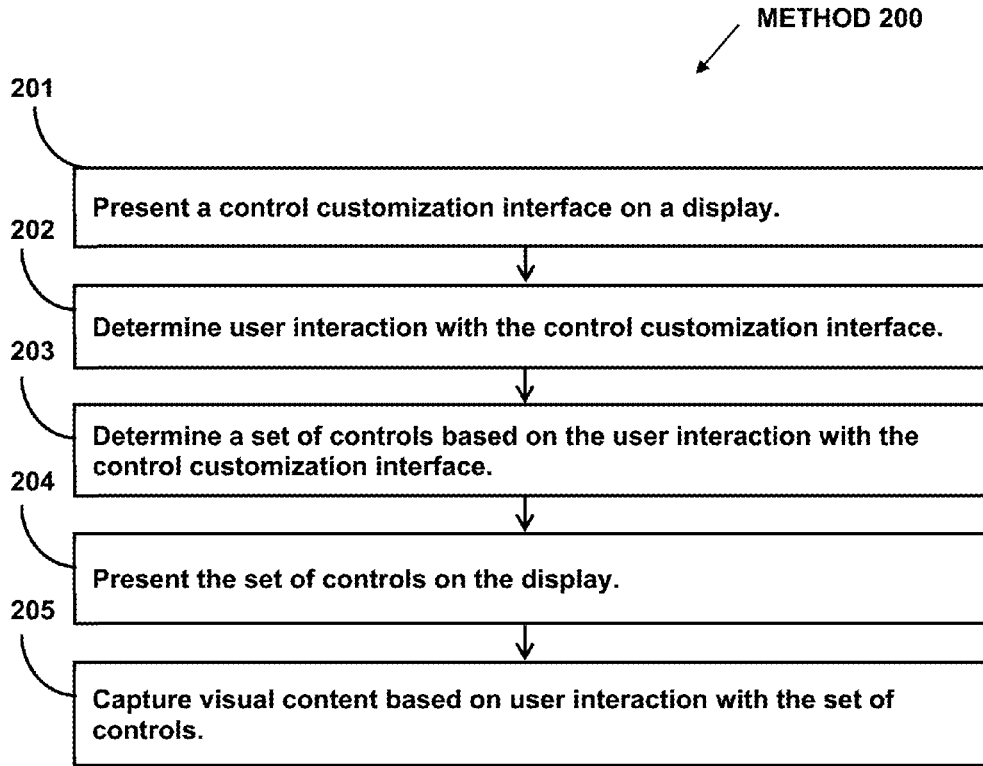 METHOD 200
201
Present a control customization interface on a display.
202
Determine user interaction with the control customization interface.
203
Determine a set of controls based on the user interaction with the
control customization interface.
204
Present the set of controls on the display.
205
Capture visual content based on user interaction with the set of
controls.